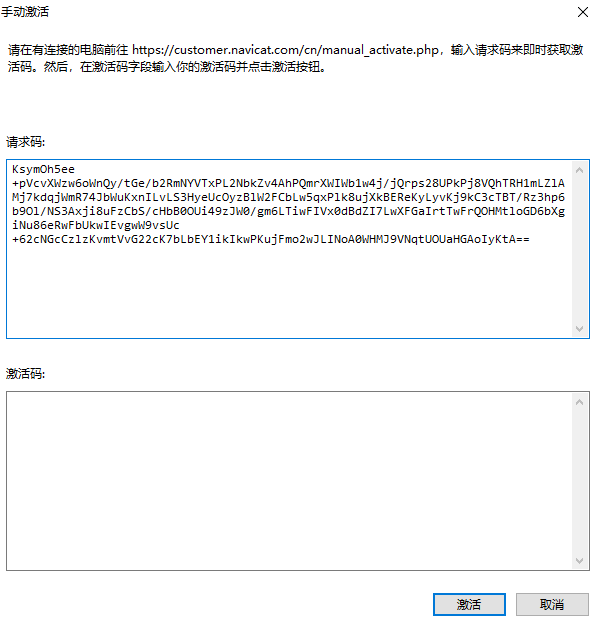 手动激活
请在有连接的电脑前往 https://customer.navicat.com/cn/manual_activate.php，输入请求码来即时获取激
活码。然后，在激活码字段输入你的激活码并点击激活按钮。
请求码:
KsymOh5ee
+pVcvXWzw6oWnQy/tGe/b2RmNYVTxPL2NbkZv4AhPQmrXWIWb1w4j/jQrps28UPkPj8VQhTRH1mLZlA
Mj7kdqjWmR74JbWuKxnILvLS3HyeUcOyzBlW2FCbLw5qxPlk8ujXkBEReKyLyvKj9kC3cTBT/Rz3hp6
b9Ol/NS3Axji8uFzCbS/cHbB0OUi49zJW0/gm6LTiwFIVx0dBdZI7LwXFGaIrtTwFrQOHMtloGD6bXg
iNu86eRwFbUkwIEvgwW9vsUc
+62cNGcCzlzKvmtVvG22cK7bLbEY1ikIkwPKujFmo2wJLINoA0WHMJ9VNqtUOUaHGAoIyKtA==
激活码:
激活
取消